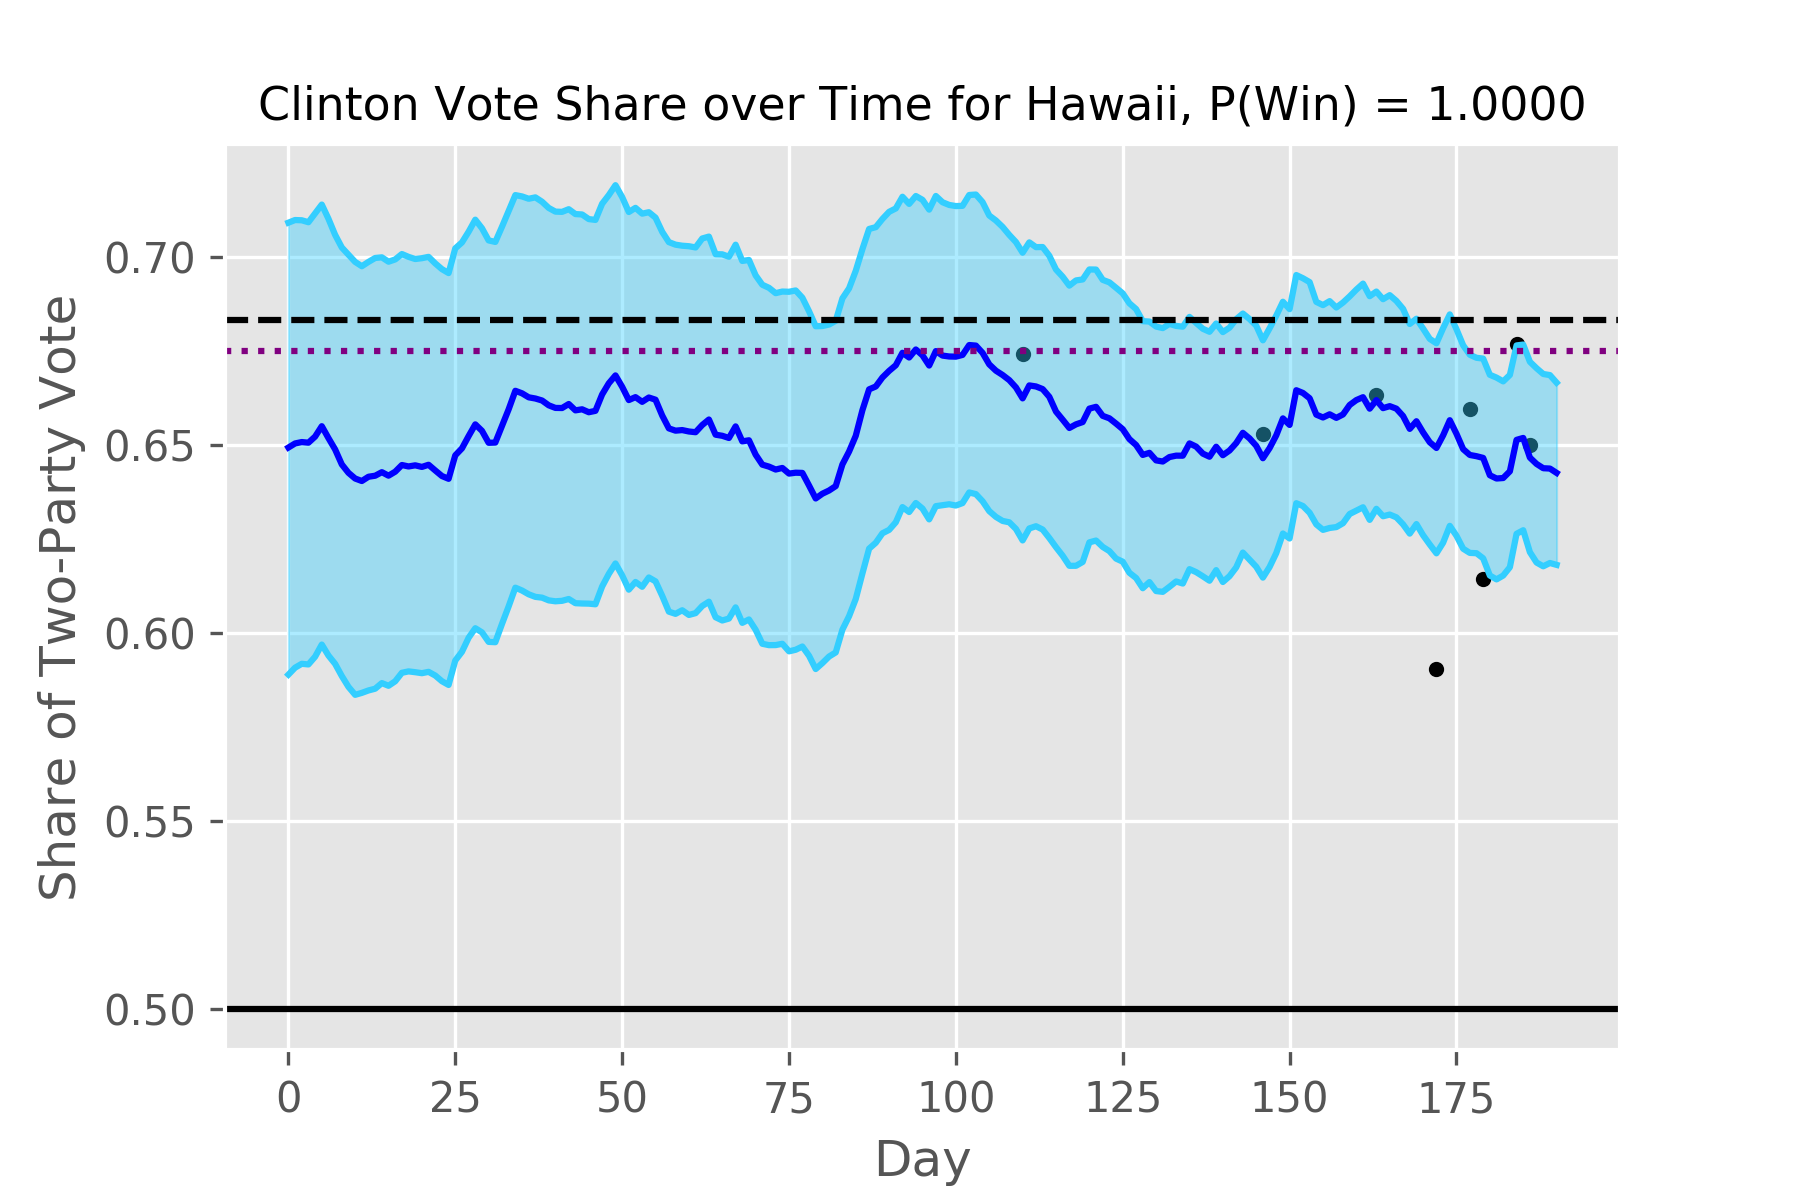 Clinton Vote Share over Time for Hawaii, P(Win) = 1.0000
Share of Two-Party Vote
0.70
0.65
0.60
0.55
0.50
0 25 50 75 100 125 150 175
Day